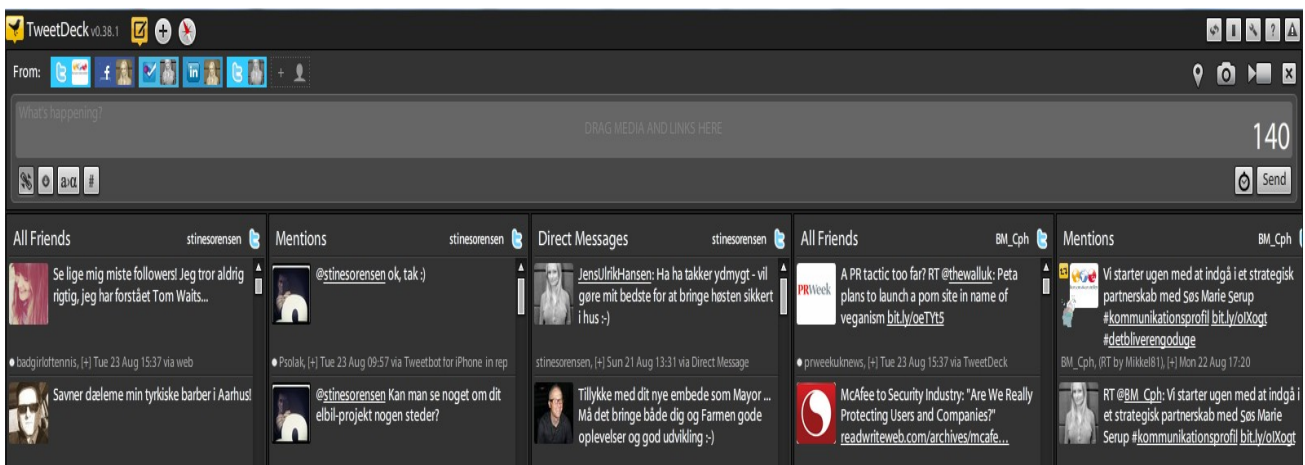 TweetDeck v0.38.1
From:
What's happening?
DRAG MEDIA AND LINKS HERE
140
a›α #
Send
All Friends stinesorensen
Se lige mig miste followers! Jeg tror aldrig
rigtig, jeg har forstået Tom Waits...
badgirloftennis, [+] Tue 23 Aug 15:37 via web
Savner dæleme min tyrkiske barber i Aarhus!
Mentions stinesorensen
@stinesorensen ok, tak :)
Psolak, [+] Tue 23 Aug 09:57 via Tweetbot for iPhone in rep
@stinesorensen Kan man se noget om dit
elbil-projekt nogen steder?
Direct Messages stinesorensen
JensUlrikHansen: Ha ha takker ydmygt - vil
gøre mit bedste for at bringe høsten sikkert
i hus :-)
stinesorensen, [+] Sun 21 Aug 13:31 via Direct Message
Tillykke med dit nye embede som Mayor ...
Må det bringe både dig og Farmen gode
oplevelser og god udvikling :-)
All Friends BM_Cph
PRWeek
A PR tactic too far? RT @thewalluk: Peta
plans to launch a porn site in name of
veganism bit.ly/oeTYt5
prweekuknews, [+] Tue 23 Aug 15:37 via TweetDeck
McAfee to Security Industry: "Are We Really
Protecting Users and Companies?"
readwriteweb.com/archives/mcafe...
Mentions BM_Cph
Vi starter ugen med at indgå i et strategisk
partnerskab med Søs Marie Serup
#kommunikationsprofil bit.ly/olXogt
#detbliverengoduge
BM_Cph, (RT by Mikkel81), [+] Mon 22 Aug 17:20
RT @BM_Cph: Vi starter ugen med at indgå i
et strategisk partnerskab med Søs Marie
Serup #kommunikationsprofil bit.ly/olXogt